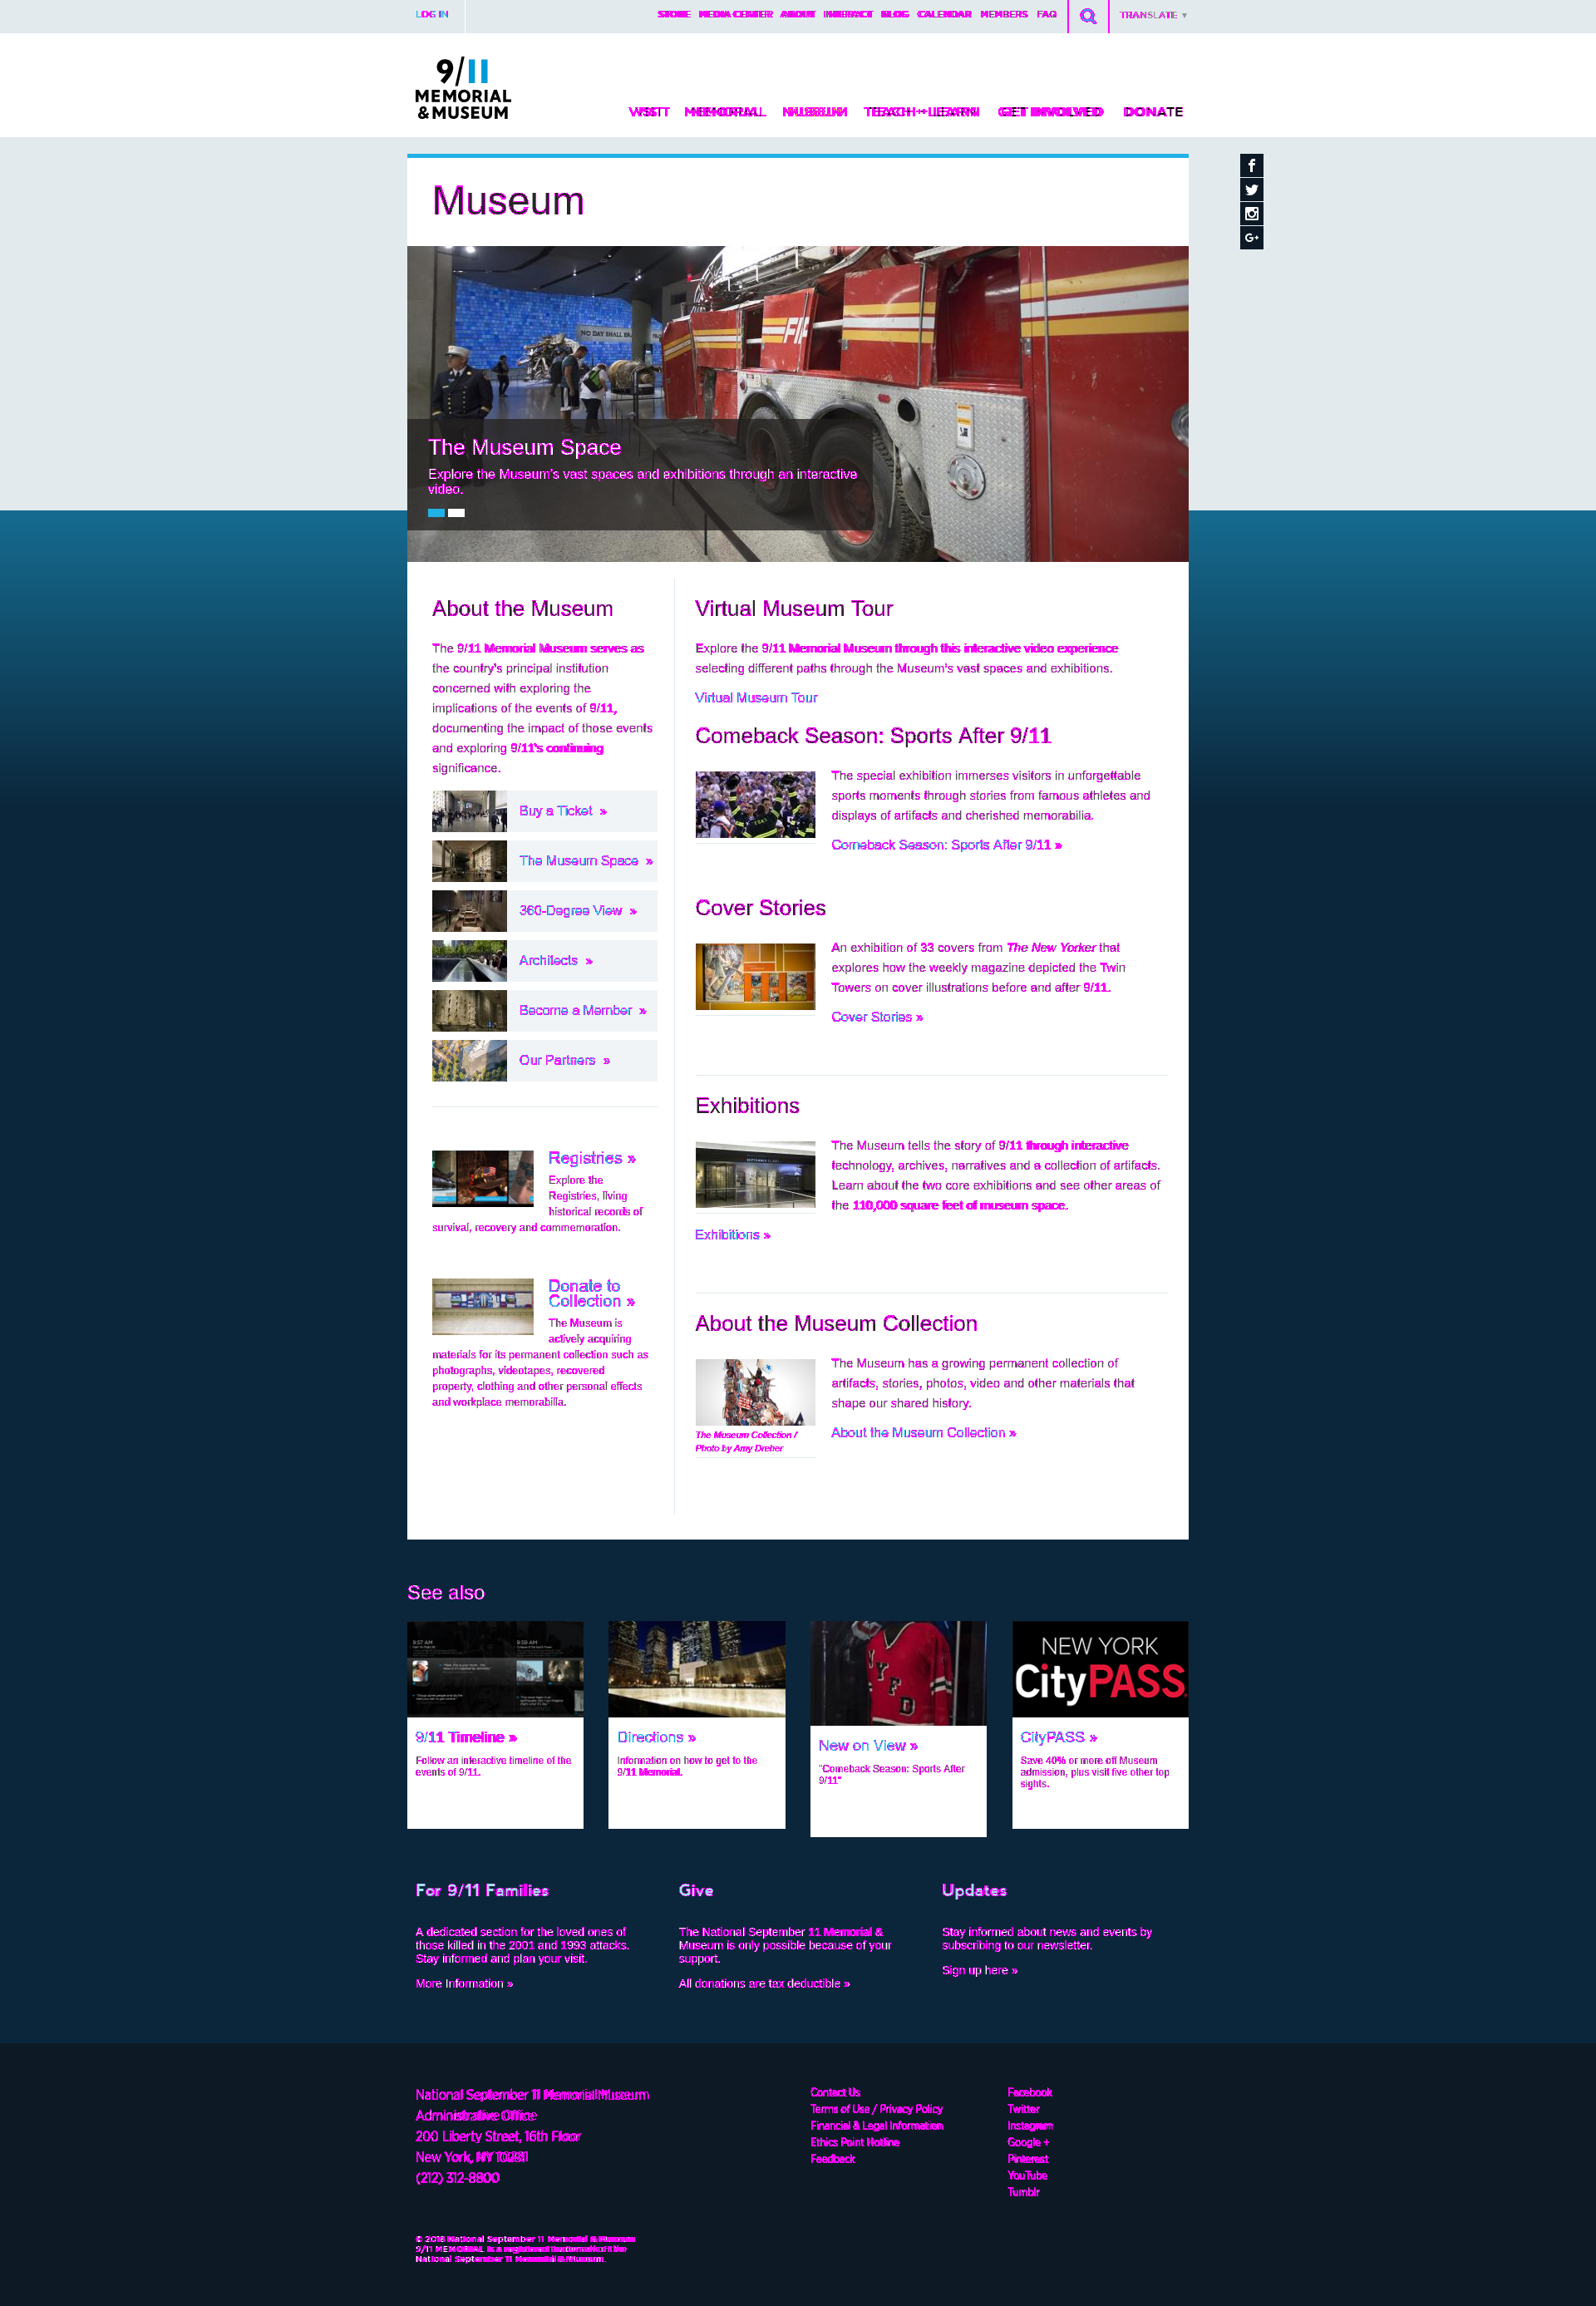 LOG IN
STORE MEDIA CENTER ABOUT INTERACT BLOG CALENDAR MEMBERS FAQ TRANSLATE ▼
9/11
MEMORIAL
& MUSEUM
VISIT MEMORIAL MUSEUM TEACH + LEARN GET INVOLVED DONATE
Museum
NO DAY SHALL ERA
The Museum Space
Explore the Museum's vast spaces and exhibitions through an interactive
video.
About the Museum
The 9/11 Memorial Museum serves as
the country's principal institution
concerned with exploring the
implications of the events of 9/11,
documenting the impact of those events
and exploring 9/11's continuing
significance.
Buy a Ticket »
The Museum Space »
360-Degree View »
Architects »
Become a Member »
Our Partners »
Registries »
Explore the
Registries, living
historical records of
survival, recovery and commemoration.
Donate to
Collection »
The Museum is
actively acquiring
materials for its permanent collection such as
photographs, videotapes, recovered
property, clothing and other personal effects
and workplace memorabilia.
Virtual Museum Tour
Explore the 9/11 Memorial Museum through this interactive video experience
selecting different paths through the Museum's vast spaces and exhibitions.
Virtual Museum Tour
Comeback Season: Sports After 9/11
The special exhibition immerses visitors in unforgettable
sports moments through stories from famous athletes and
displays of artifacts and cherished memorabilia.
Comeback Season: Sports After 9/11 »
Cover Stories
An exhibition of 33 covers from The New Yorker that
explores how the weekly magazine depicted the Twin
Towers on cover illustrations before and after 9/11.
Cover Stories »
Exhibitions
The Museum tells the story of 9/11 through interactive
technology, archives, narratives and a collection of artifacts.
Learn about the two core exhibitions and see other areas of
the 110,000 square feet of museum space.
Exhibitions »
About the Museum Collection
The Museum has a growing permanent collection of
artifacts, stories, photos, video and other materials that
shape our shared history.
About the Museum Collection »
The Museum Collection /
Photo by Amy Dreher
See also
9:57 AM
9:59 AM
NYFD
NEW YORK
CityPASS
9/11 Timeline »
Follow an interactive timeline of the
events of 9/11.
Directions »
Information on how to get to the
9/11 Memorial.
New on View »
"Comeback Season: Sports After
9/11"
CityPASS »
Save 40% or more off Museum
admission, plus visit five other top
sights.
For 9/11 Families
A dedicated section for the loved ones of
those killed in the 2001 and 1993 attacks.
Stay informed and plan your visit.
More Information »
Give
The National September 11 Memorial &
Museum is only possible because of your
support.
All donations are tax deductible »
Updates
Stay informed about news and events by
subscribing to our newsletter.
Sign up here »
National September 11 Memorial Museum
Administrative Office
200 Liberty Street, 16th Floor
New York, NY 10281
(212) 312-8800
Contact Us
Terms of Use / Privacy Policy
Financial & Legal Information
Ethics Point Hotline
Feedback
Facebook
Twitter
Instagram
Google +
Pinterest
YouTube
Tumblr
© 2018 National September 11 Memorial & Museum
9/11 MEMORIAL is a registered trademark of the
National September 11 Memorial & Museum.